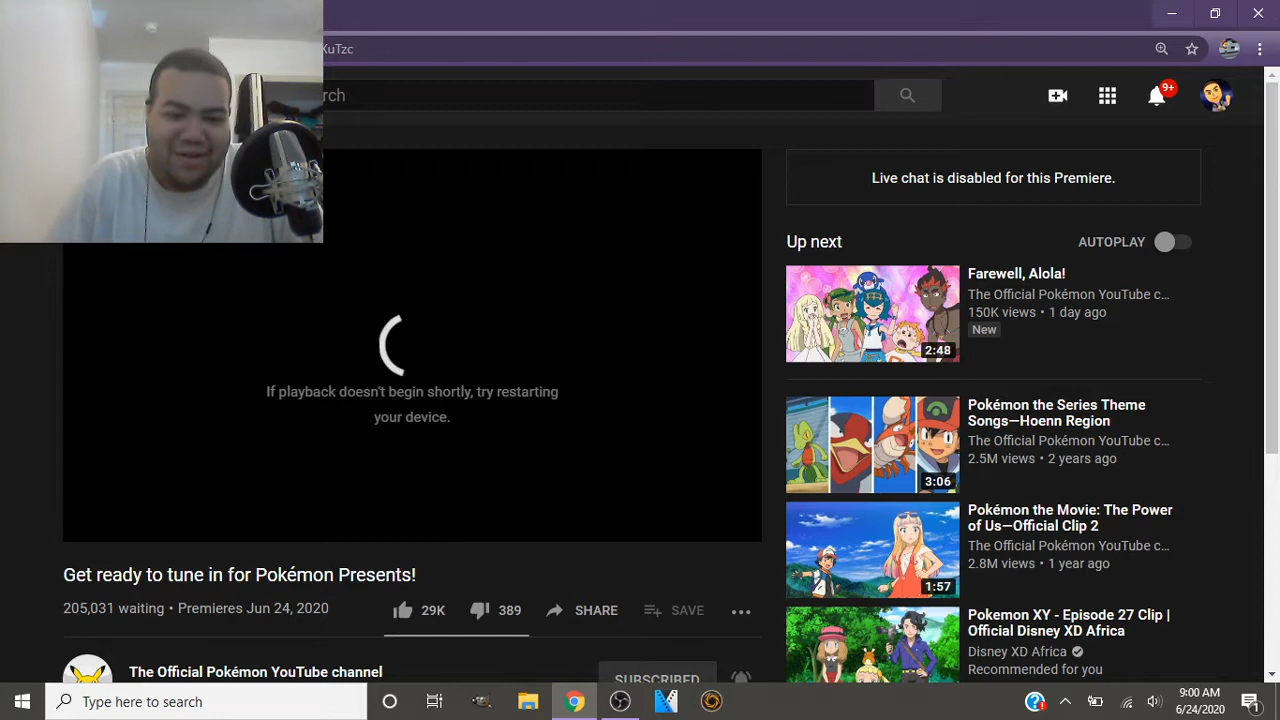 XuTzc
rch
9+
Live chat is disabled for this Premiere.
Up next
AUTOPLAY
Farewell, Alola!
The Official Pokémon YouTube c...
150K views • 1 day ago
New
2:48
If playback doesn't begin shortly, try restarting
your device.
Pokémon the Series Theme
Songs—Hoenn Region
The Official Pokémon YouTube c...
2.5M views • 2 years ago
3:06
Pokémon the Movie: The Power
of Us—Official Clip 2
The Official Pokémon YouTube c...
2.8M views • 1 year ago
1:57
Pokemon XY - Episode 27 Clip |
Official Disney XD Africa
Disney XD Africa
Recommended for you
Get ready to tune in for Pokémon Presents!
205,031 waiting • Premieres Jun 24, 2020
29K
389
SHARE
SAVE
The Official Pokémon YouTube channel
SUBSCRIBED
Type here to search
9:00 AM
6/24/2020
1